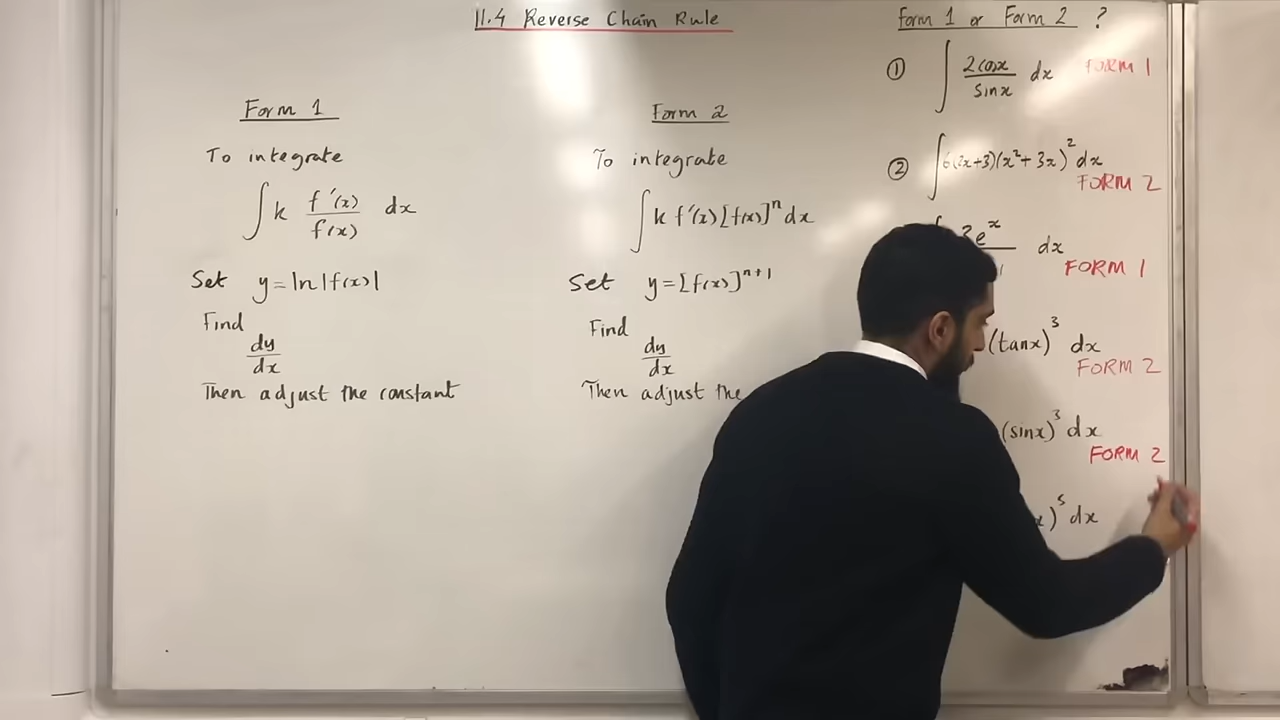 11.4 Reverse Chain Rule
Form 1
To integrate
∫ k f'(x)/f(x) dx
Set y = ln|f(x)|
Find
dy/dx
Then adjust the constant
Form 2
To integrate
∫ k f'(x)[f(x)]^n dx
Set y = [f(x)]^{n+1}
Find
dy/dx
Then adjust the
Form 1 or Form 2 ?
① ∫ 2cosx/sinx dx FORM 1
② ∫ 6(2x+3)(x²+3x)² dx
FORM 2
3e^x dx
FORM 1
(tanx)³ dx
FORM 2
(sinx)³ dx
FORM 2
x)⁵ dx